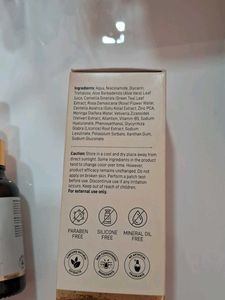 Ingredients: Aqua, Niacinamide, Glycerin,
Trehalose, Aloe Barbadensis (Aloe Vera) Leaf
Juice, Camellia Sinensis (Green Tea) Leaf
Extract, Rosa Damascena (Rose) Flower Water,
Centella Asiatica (Gotu Kola) Extract, Zinc PCA,
Moringa Oleifera Water, Vetiveria Zizanoides
(Vetiver) Extract, Allantoin, Vitamin B5, Sodium
Hyaluronate, Phenoxyethanol, Glycyrrhiza
Glabra (Licorice) Root Extract, Sodium
Levulinate, Potassium Sorbate, Xanthan Gum,
Sodium Gluconate
Caution: Store in a cool and dry place away from
direct sunlight. Some ingredients in the product
tend to change color over time. However,
product efficacy remains unchanged. Do not
apply on broken skin. Perform a patch test
before use. Discontinue use if any irritation
occurs. Keep out of reach of children.
For external use only.
PARABEN FREE
SILICONE FREE
MINERAL OIL FREE